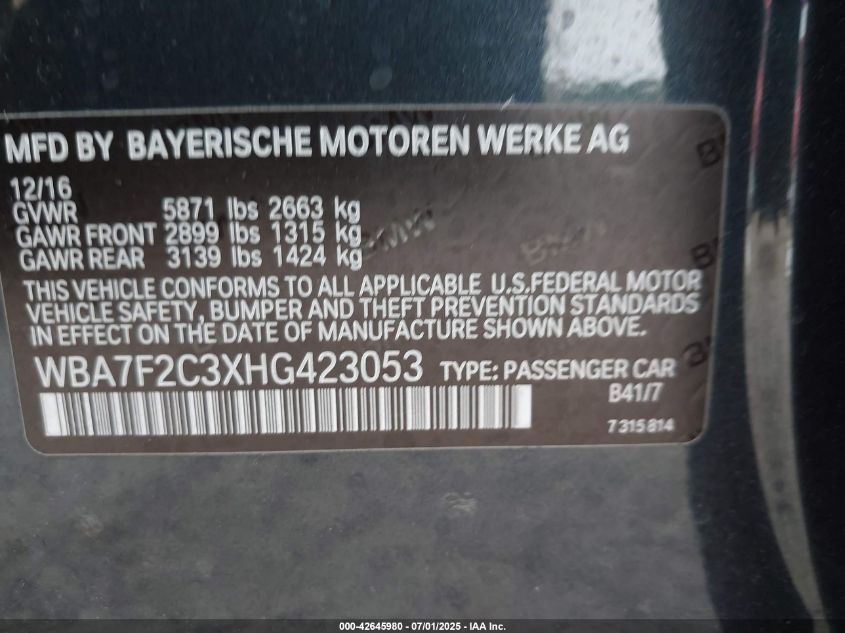 MFD BY BAYERISCHE MOTOREN WERKE AG
12/16
GVWR 5871 lbs 2663 kg
GAWR FRONT 2899 lbs 1315 kg
GAWR REAR 3139 lbs 1424 kg
THIS VEHICLE CONFORMS TO ALL APPLICABLE U.S.FEDERAL MOTOR
VEHICLE SAFETY, BUMPER AND THEFT PREVENTION STANDARDS
IN EFFECT ON THE DATE OF MANUFACTURE SHOWN ABOVE.
WBA7F2C3XHG423053 TYPE: PASSENGER CAR
B41/7
7 315 814
BMW
BMW
000-42645980 - 07/01/2025 - IAA Inc.